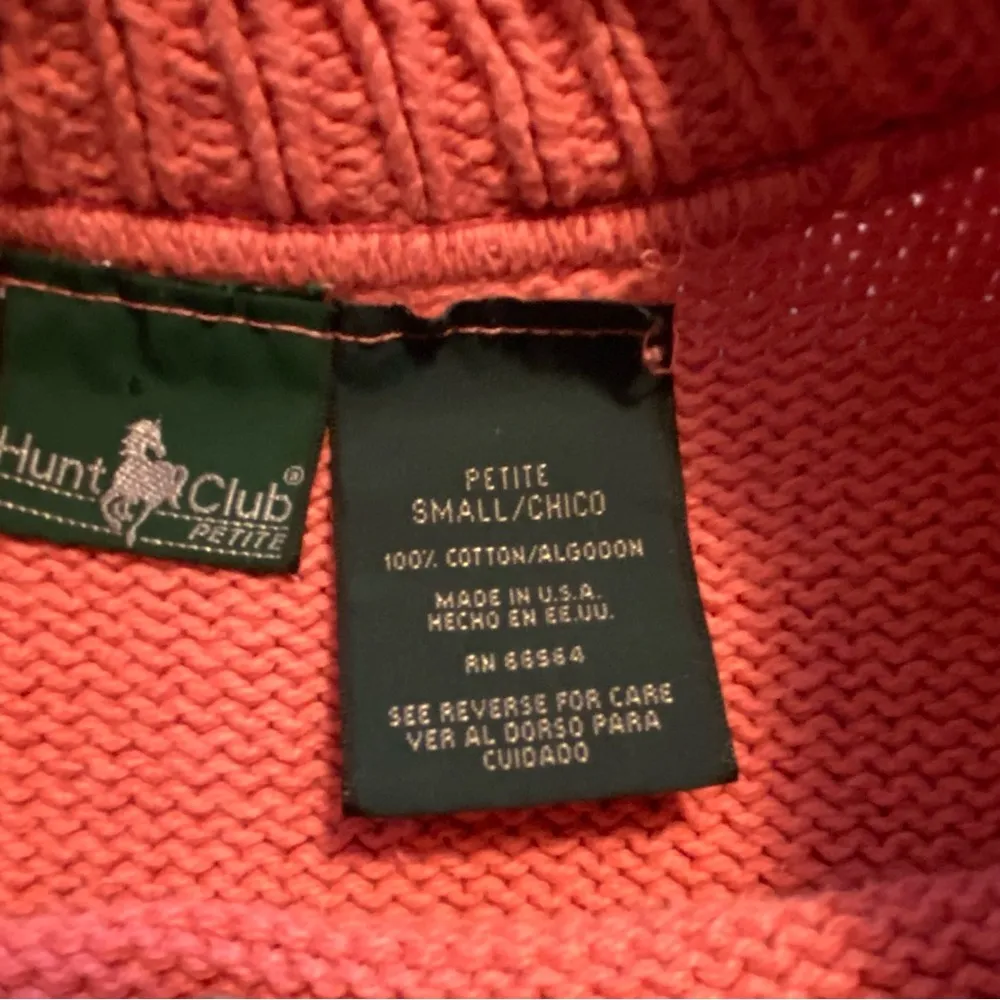 Hunt Club®
PETITE
PETITE
SMALL/CHICO
100% COTTON/ALGODON
MADE IN U.S.A.
HECHO EN EE.UU.
RN 66564
SEE REVERSE FOR CARE
VER AL DORSO PARA
CUIDADO